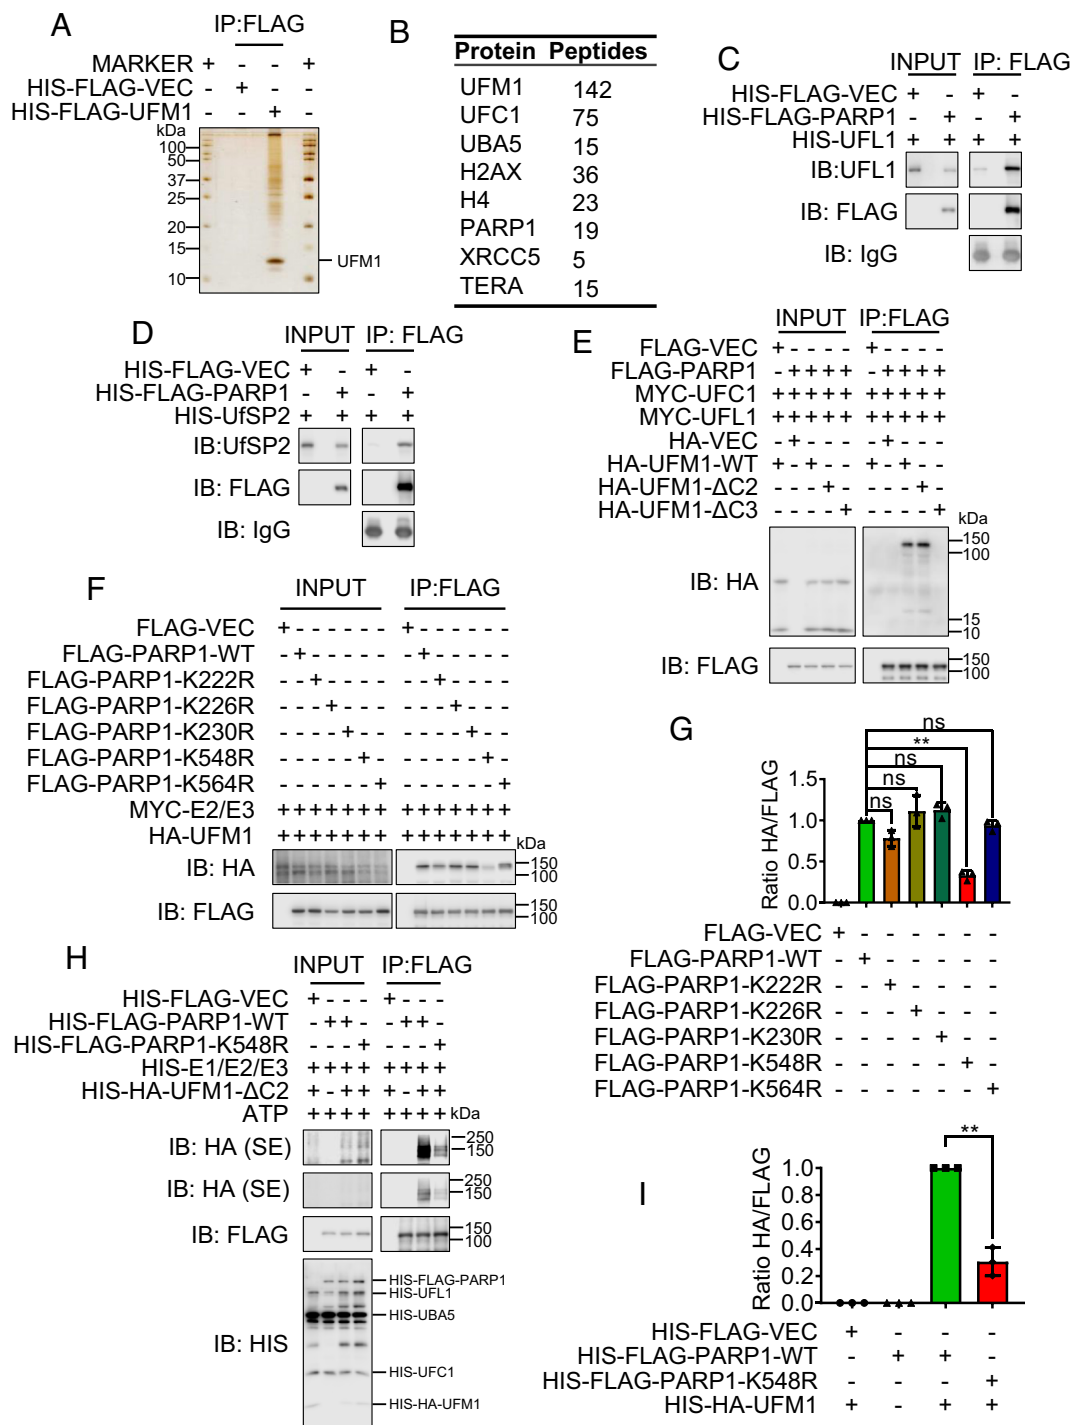 A
IP:FLAG
MARKER + - - +
HIS-FLAG-VEC - + - -
HIS-FLAG-UFM1 - - + -
kDa
100
50
37
25
20
15
10
UFM1
B
Protein Peptides
UFM1 142
UFC1 75
UBA5 15
H2AX 36
H4 23
PARP1 19
XRCC5 5
TERA 15
C
INPUT IP: FLAG
HIS-FLAG-VEC + - + -
HIS-FLAG-PARP1 - + - +
HIS-UFL1 + + + +
IB:UFL1
IB: FLAG
IB: IgG
D
INPUT IP: FLAG
HIS-FLAG-VEC + - + -
HIS-FLAG-PARP1 - + - +
HIS-UfSP2 + + + +
IB:UfSP2
IB: FLAG
IB: IgG
E
INPUT IP:FLAG
FLAG-VEC + - - - - + - - - -
FLAG-PARP1 - + + + + - + + + +
MYC-UFC1 + + + + + + + + + +
MYC-UFL1 + + + + + + + + + +
HA-VEC - + - - - - + - - -
HA-UFM1-WT + - + - - + - + - -
HA-UFM1-ΔC2 - - - + - - - - + -
HA-UFM1-ΔC3 - - - - + - - - - +
kDa
IB: HA
150
100
15
10
IB: FLAG
150
100
F
INPUT IP:FLAG
FLAG-VEC + - - - - - - + - - - - - -
FLAG-PARP1-WT - + - - - - - - + - - - - -
FLAG-PARP1-K222R - - + - - - - - - + - - - -
FLAG-PARP1-K226R - - - + - - - - - - + - - -
FLAG-PARP1-K230R - - - - + - - - - - - + - -
FLAG-PARP1-K548R - - - - - + - - - - - - + -
FLAG-PARP1-K564R - - - - - - + - - - - - - +
MYC-E2/E3 + + + + + + + + + + + + + +
HA-UFM1 + + + + + + + + + + + + + +
kDa
IB: HA
150
100
IB: FLAG
150
100
G
ns
**
ns
ns
ns
Ratio HA/FLAG
1.5
1.0
0.5
0.0
FLAG-VEC + - - - - - -
FLAG-PARP1-WT - + - - - - -
FLAG-PARP1-K222R - - + - - - -
FLAG-PARP1-K226R - - - + - - -
FLAG-PARP1-K230R - - - - + - -
FLAG-PARP1-K548R - - - - - + -
FLAG-PARP1-K564R - - - - - - +
H
INPUT IP:FLAG
HIS-FLAG-VEC + - - - + - - -
HIS-FLAG-PARP1-WT - + + - - + + -
HIS-FLAG-PARP1-K548R - - - + - - - +
HIS-E1/E2/E3 + + + + + + + +
HIS-HA-UFM1-ΔC2 + - + + + - + +
ATP + + + + + + + +
kDa
IB: HA (SE)
250
150
IB: HA (SE)
250
150
IB: FLAG
150
100
IB: HIS
HIS-FLAG-PARP1
HIS-UFL1
HIS-UBA5
HIS-UFC1
HIS-HA-UFM1
I
**
Ratio HA/FLAG
1.0
0.8
0.6
0.4
0.2
0.0
HIS-FLAG-VEC + - - -
HIS-FLAG-PARP1-WT - + + -
HIS-FLAG-PARP1-K548R - - - +
HIS-HA-UFM1 + - + +